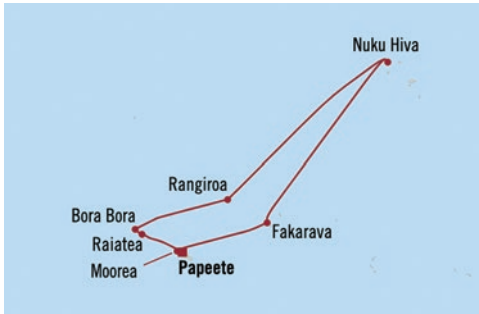 Nuku Hiva
Rangiroa
Bora Bora
Fakarava
Raiatea
Moorea
Papeete